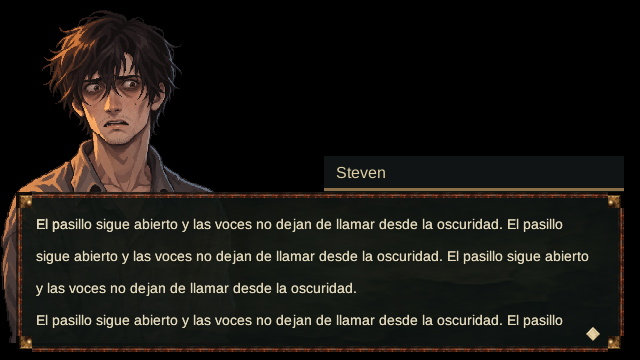 Steven
El pasillo sigue abierto y las voces no dejan de llamar desde la oscuridad. El pasillo
sigue abierto y las voces no dejan de llamar desde la oscuridad. El pasillo sigue abierto
y las voces no dejan de llamar desde la oscuridad.
El pasillo sigue abierto y las voces no dejan de llamar desde la oscuridad. El pasillo